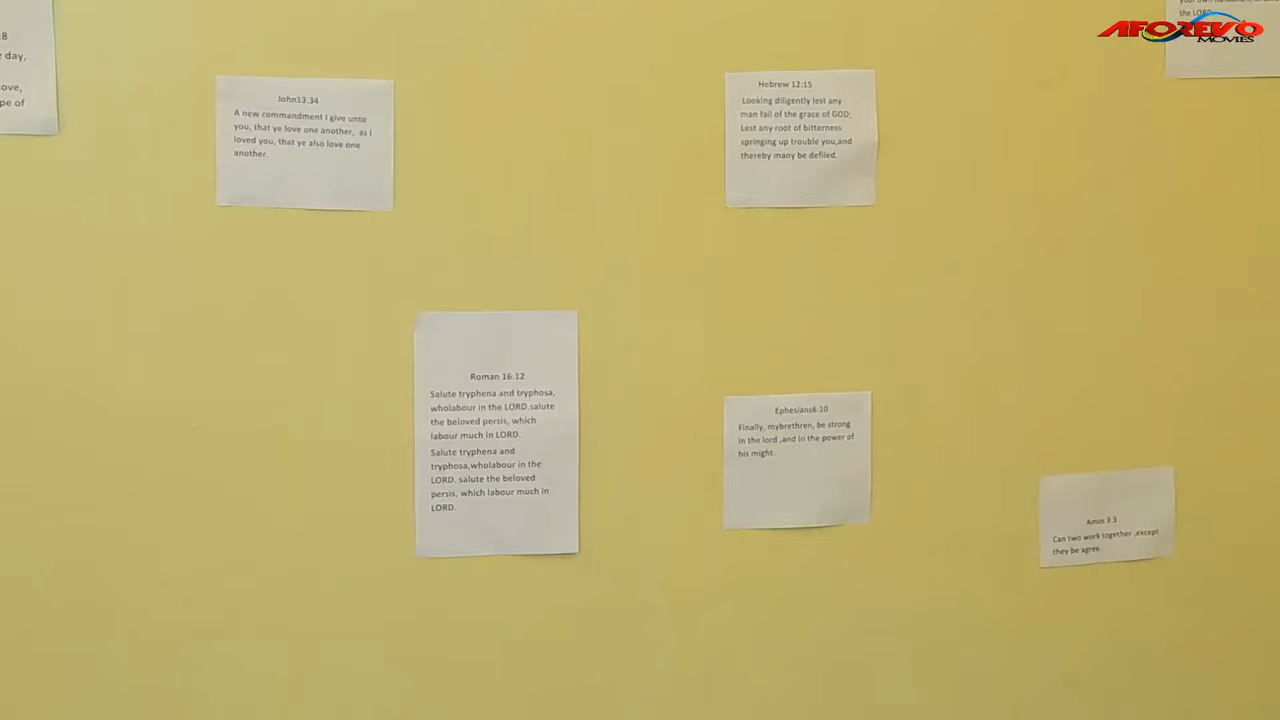 :8
day,
ove,
pe of
John13:34
A new commandment I give unto
you, that ye love one another, as I
loved you, that ye also love one
another.
Hebrew 12:15
Looking diligently lest any
man fail of the grace of GOD;
Lest any root of bitterness
springing up trouble you,and
thereby many be defiled.
the LORD
AFOREVO
MOVIES
Roman 16:12
Salute tryphena and tryphosa,
wholabour in the LORD.salute
the beloved persis, which
labour much in LORD.
Salute tryphena and
tryphosa,wholabour in the
LORD. salute the beloved
persis, which labour much in
LORD.
Ephesians6:10
Finally, mybrethren, be strong
in the lord ,and in the power of
his might.
Amos 3.3
Can two work together ,except
they be agree.